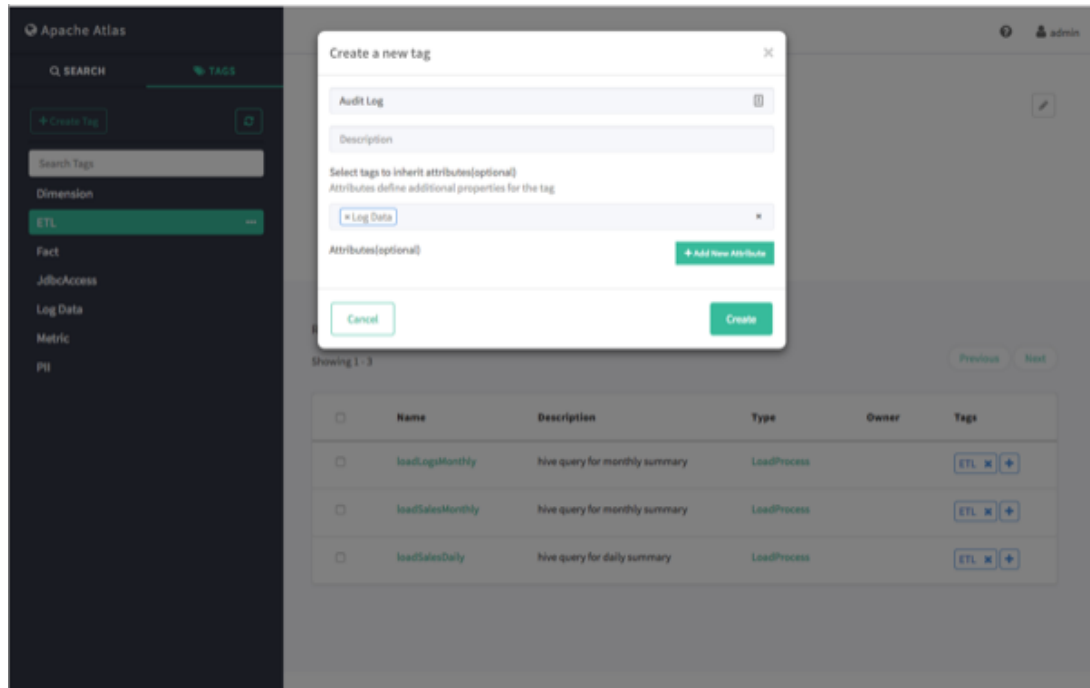 Apache Atlas
admin
SEARCH
TAGS
+ Create Tag
Search Tags
Dimension
ETL
Fact
JdbcAccess
Log Data
Metric
PII
Create a new tag
×
Audit Log
Description
Select tags to inherit attributes(optional)
Attributes define additional properties for the tag
× Log Data
×
Attributes(optional)
+ Add New Attribute
Cancel
Create
Showing 1 - 3
Previous
Next
Name Description Type Owner Tags
loadLogsMonthly hive query for monthly summary LoadProcess ETL × +
loadSalesMonthly hive query for monthly summary LoadProcess ETL × +
loadSalesDaily hive query for daily summary LoadProcess ETL × +